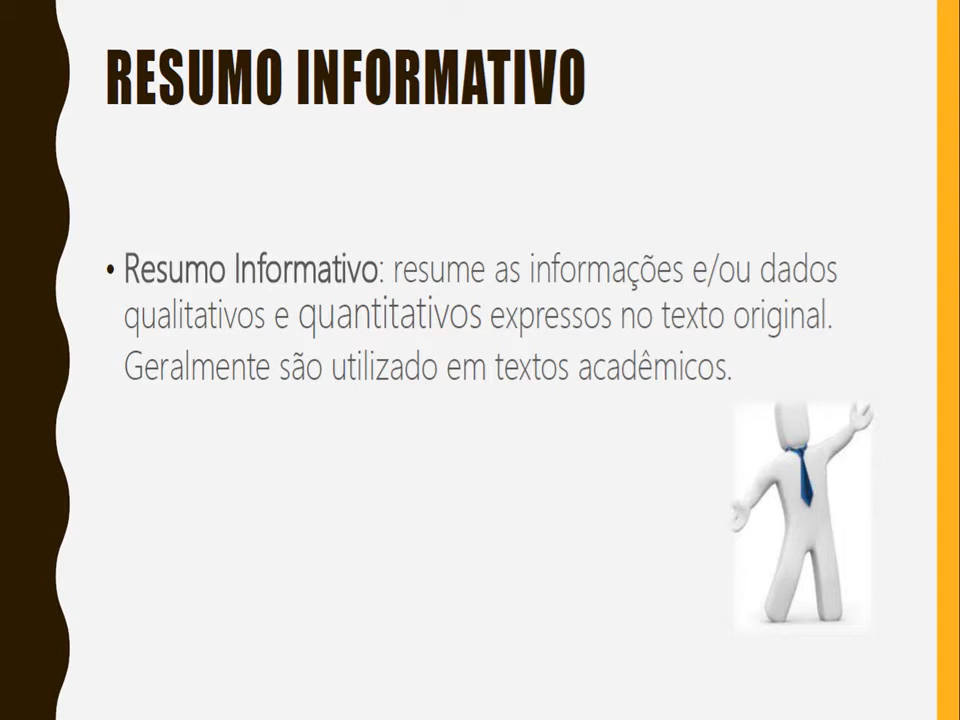 RESUMO INFORMATIVO
• Resumo Informativo: resume as informações e/ou dados
qualitativos e quantitativos expressos no texto original.
Geralmente são utilizado em textos acadêmicos.